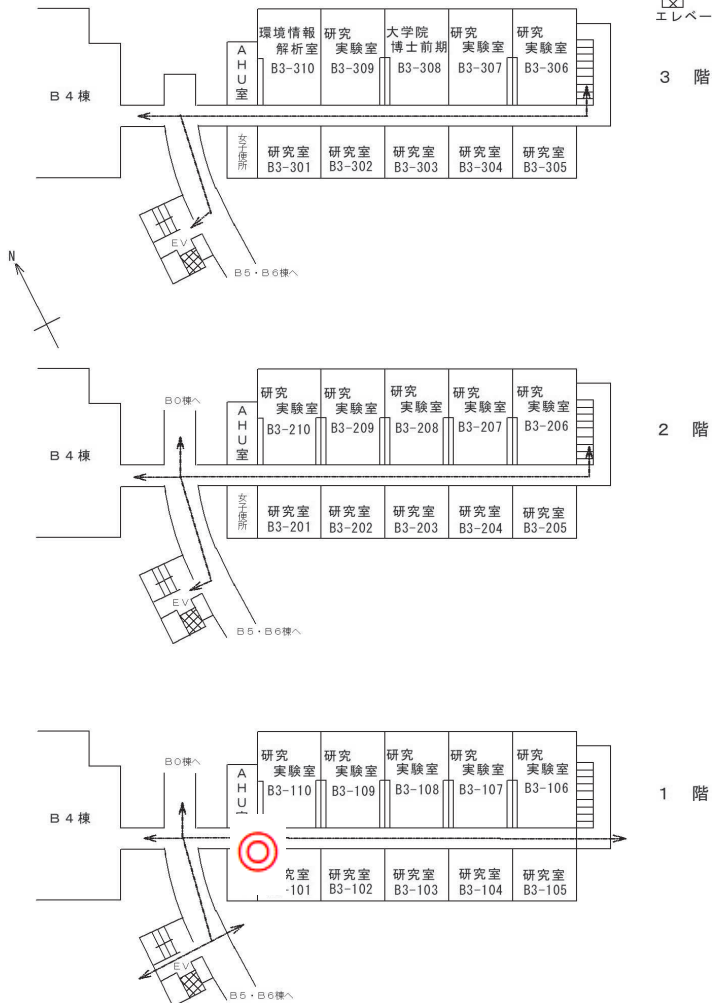 エレベー
3 階
環境情報
解析室
B3-310
研究
実験室
B3-309
大学院
博士前期
B3-308
研究
実験室
B3-307
研究
実験室
B3-306
AHU室
B4棟
女子便所
研究室
B3-301
研究室
B3-302
研究室
B3-303
研究室
B3-304
研究室
B3-305
EV
B5・B6棟へ
N
2 階
B0棟へ
研究
実験室
B3-210
研究
実験室
B3-209
研究
実験室
B3-208
研究
実験室
B3-207
研究
実験室
B3-206
AHU室
B4棟
女子便所
研究室
B3-201
研究室
B3-202
研究室
B3-203
研究室
B3-204
研究室
B3-205
EV
B5・B6棟へ
1 階
B0棟へ
研究
実験室
B3-110
研究
実験室
B3-109
研究
実験室
B3-108
研究
実験室
B3-107
研究
実験室
B3-106
AHU
B4棟
究室
-101
研究室
B3-102
研究室
B3-103
研究室
B3-104
研究室
B3-105
EV
B5・B6棟へ